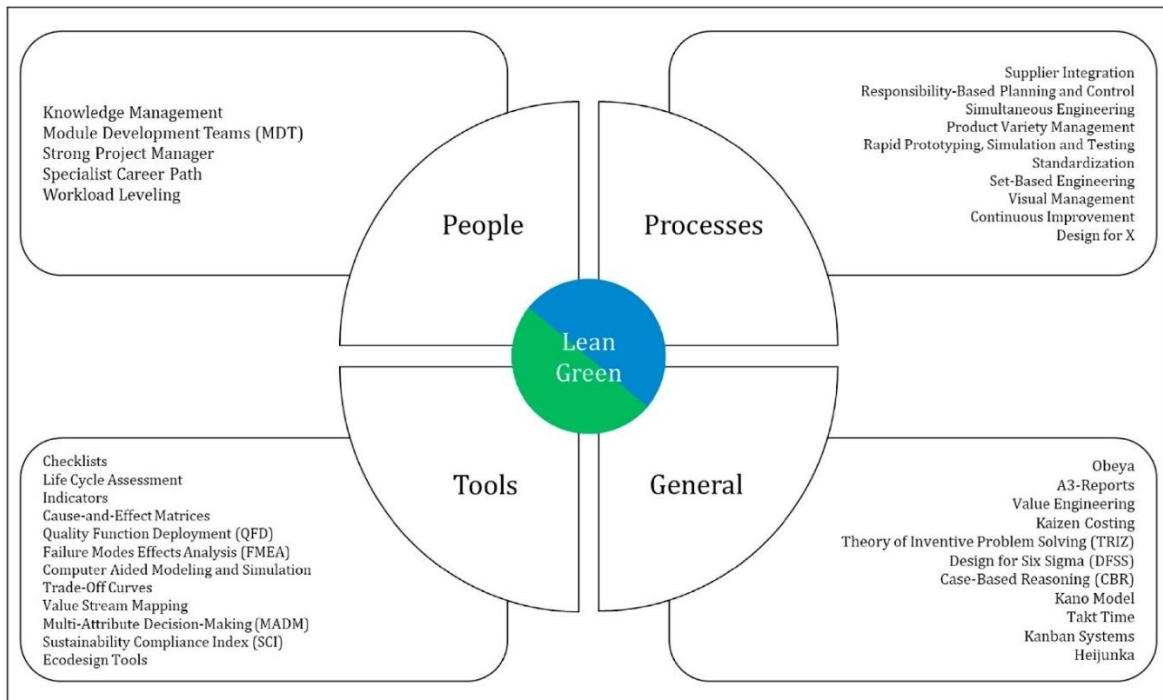 Knowledge Management
Module Development Teams (MDT)
Strong Project Manager
Specialist Career Path
Workload Leveling
Supplier Integration
Responsibility-Based Planning and Control
Simultaneous Engineering
Product Variety Management
Rapid Prototyping, Simulation and Testing
Standardization
Set-Based Engineering
Visual Management
Continuous Improvement
Design for X
People
Processes
Lean
Green
Tools
General
Checklists
Life Cycle Assessment
Indicators
Cause-and-Effect Matrices
Quality Function Deployment (QFD)
Failure Modes Effects Analysis (FMEA)
Computer Aided Modeling and Simulation
Trade-Off Curves
Value Stream Mapping
Multi-Attribute Decision-Making (MADM)
Sustainability Compliance Index (SCI)
Ecodesign Tools
Obeya
A3-Reports
Value Engineering
Kaizen Costing
Theory of Inventive Problem Solving (TRIZ)
Design for Six Sigma (DFSS)
Case-Based Reasoning (CBR)
Kano Model
Takt Time
Kanban Systems
Heijunka